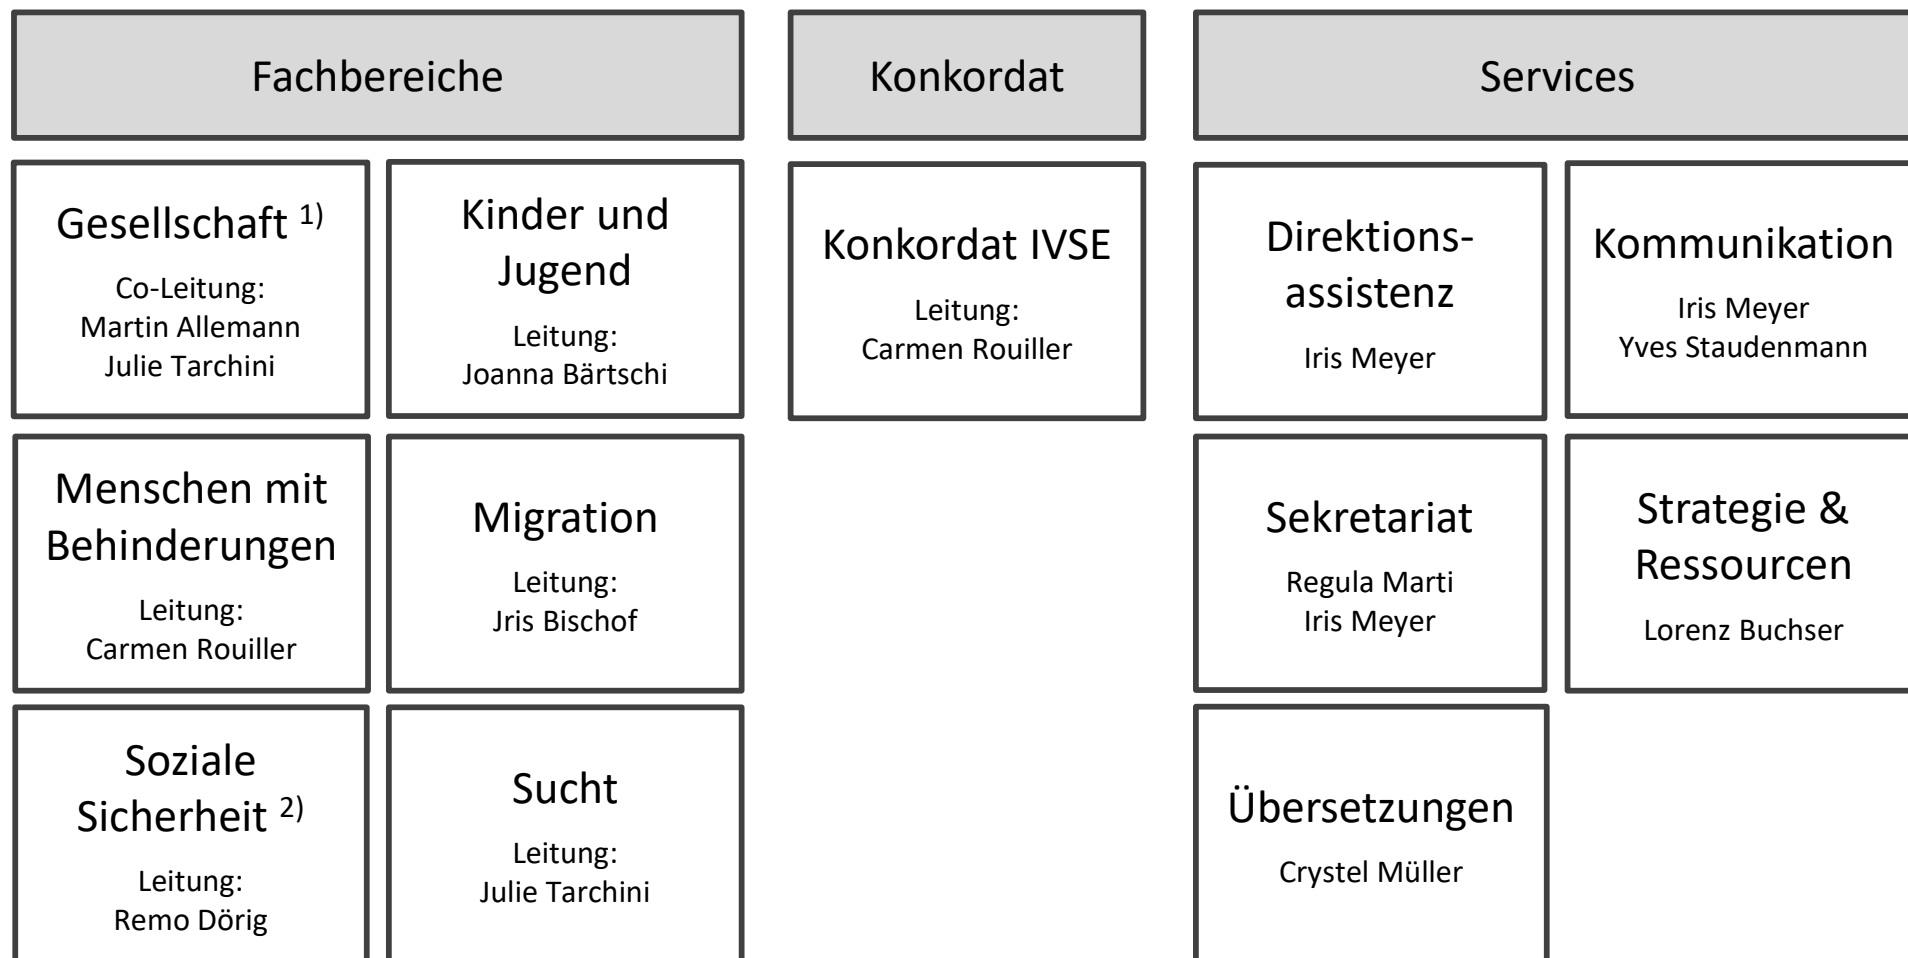 Fachbereiche
Konkordat
Services
Gesellschaft 1)
Co-Leitung:
Martin Allemann
Julie Tarchini
Kinder und
Jugend
Leitung:
Joanna Bärtschi
Konkordat IVSE
Leitung:
Carmen Rouiller
Direktions-
assistenz
Iris Meyer
Kommunikation
Iris Meyer
Yves Staudenmann
Menschen mit
Behinderungen
Leitung:
Carmen Rouiller
Migration
Leitung:
Jris Bischof
Sekretariat
Regula Marti
Iris Meyer
Strategie &
Ressourcen
Lorenz Buchser
Soziale
Sicherheit 2)
Leitung:
Remo Dörig
Sucht
Leitung:
Julie Tarchini
Übersetzungen
Crystel Müller